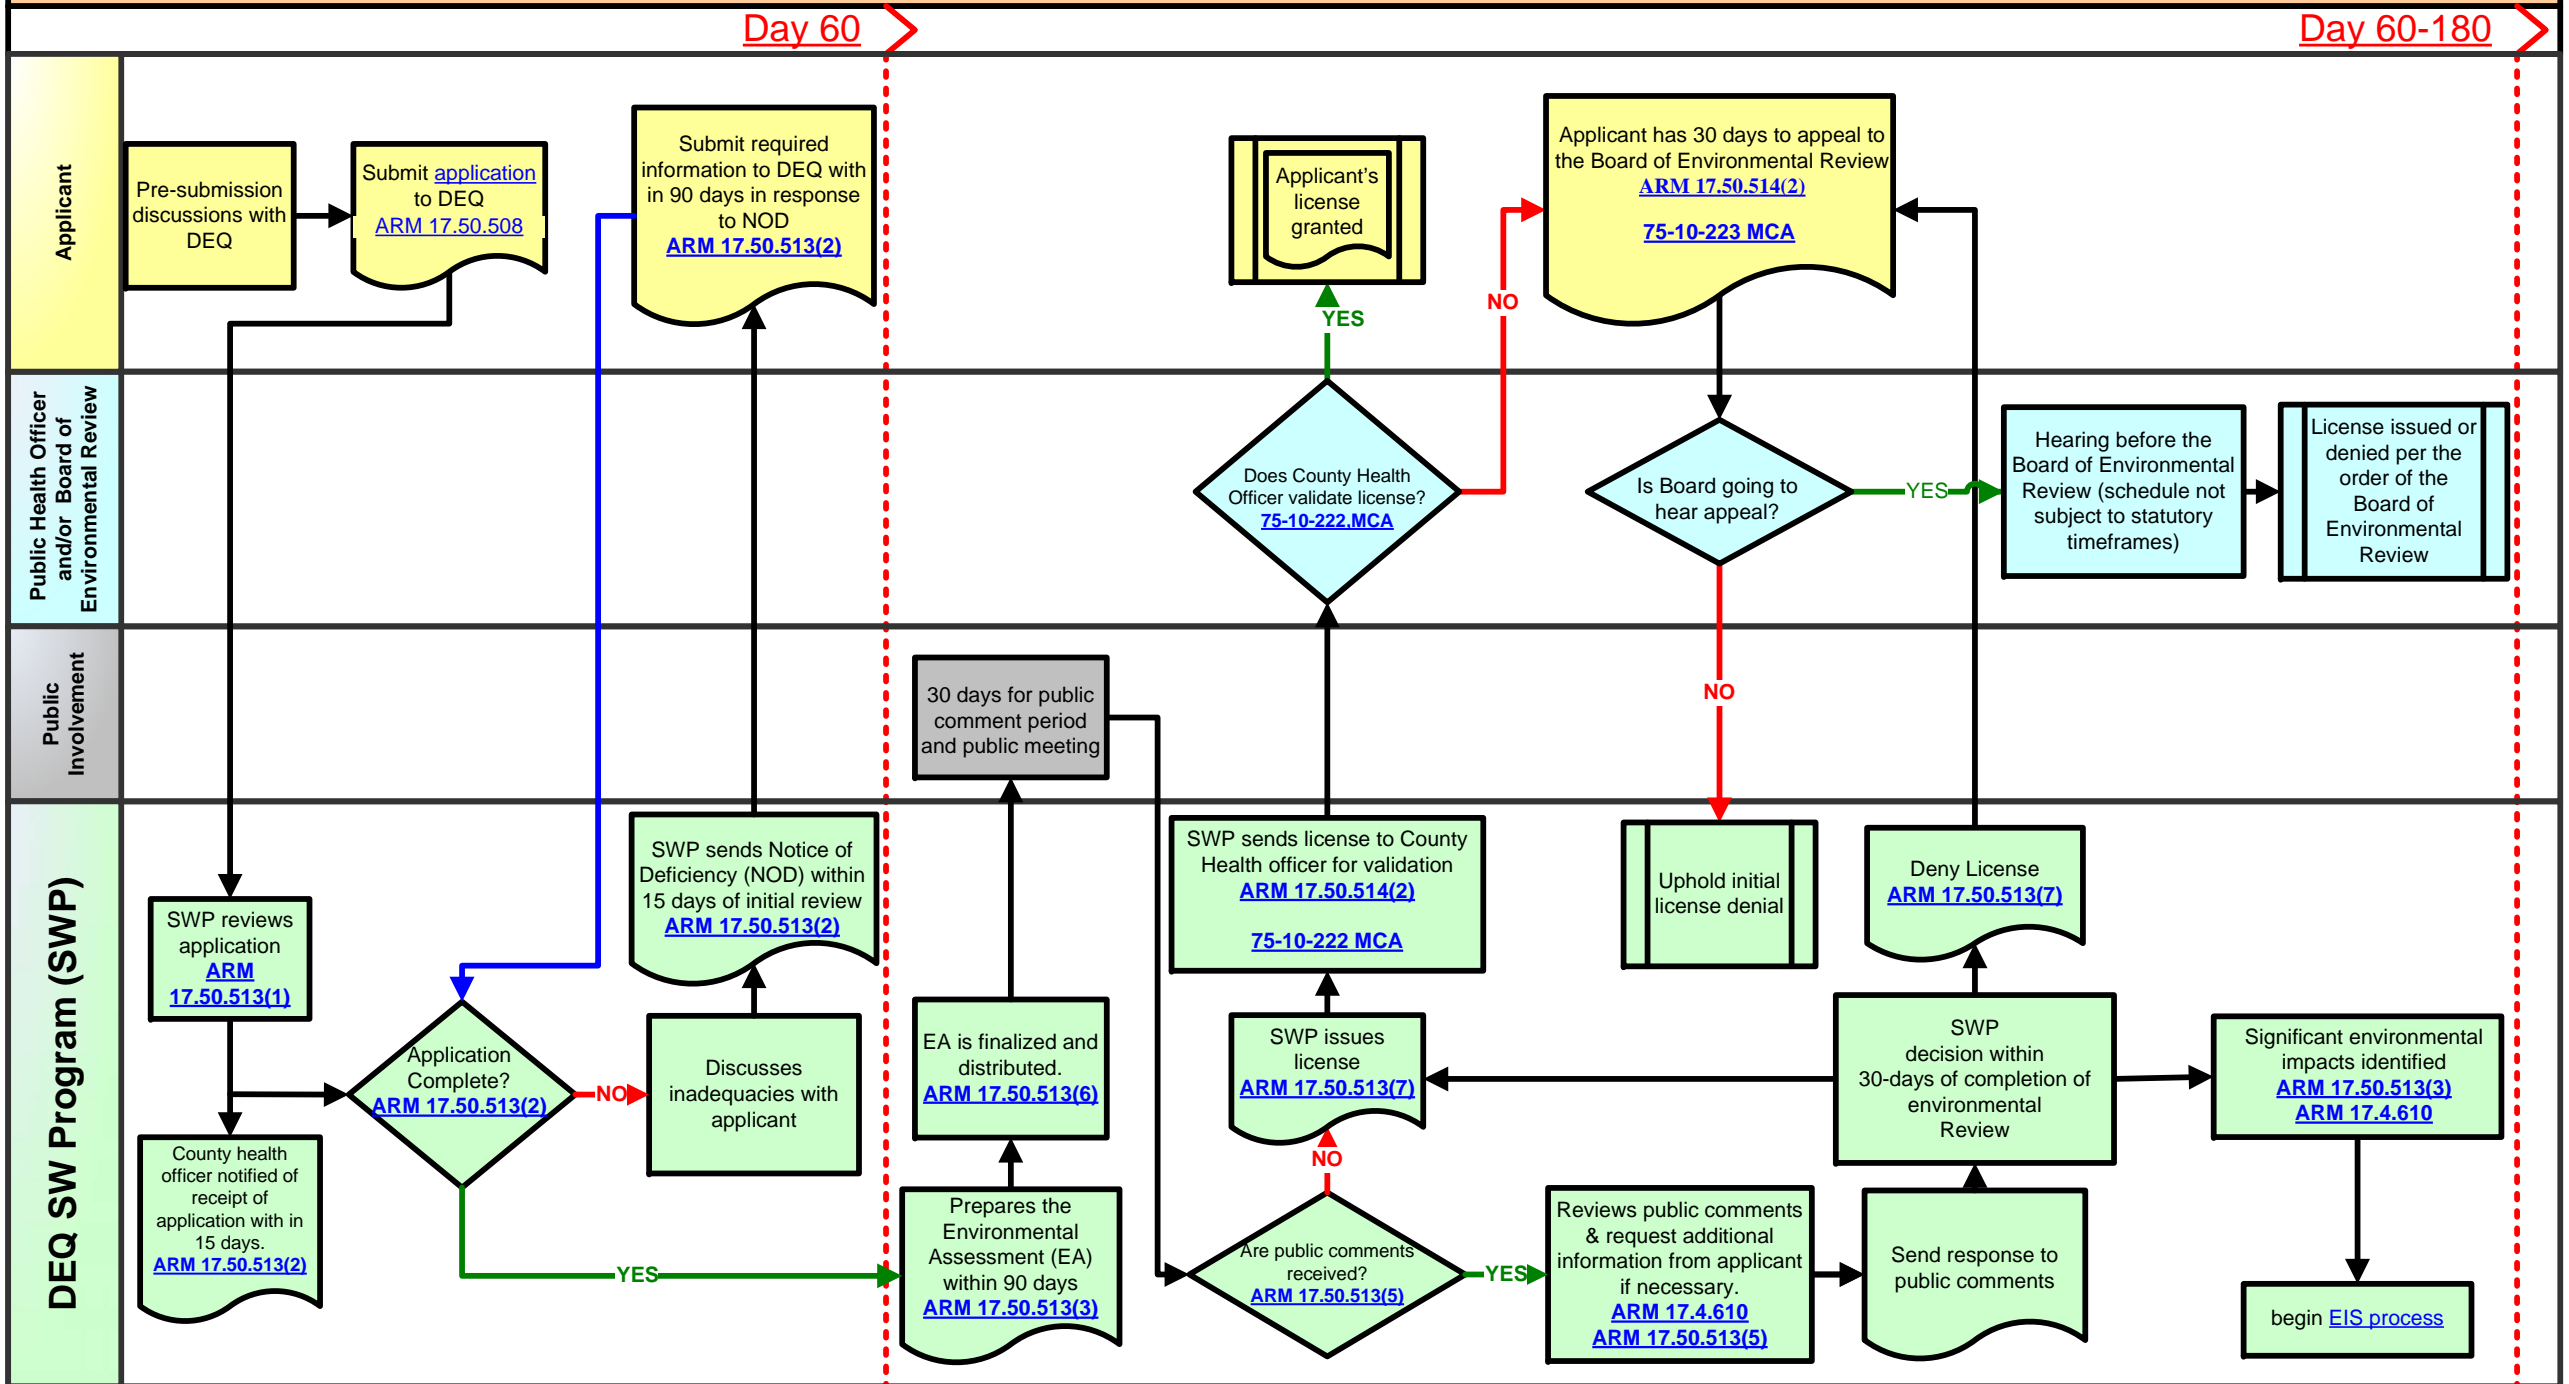 Day 60
Day 60-180
Applicant
Pre-submission
discussions with
DEQ
Submit application
to DEQ
ARM 17.50.508
Submit required
information to DEQ with
in 90 days in response
to NOD
ARM 17.50.513(2)
Applicant's
license
granted
YES
Applicant has 30 days to appeal to
the Board of Environmental Review
ARM 17.50.514(2)
75-10-223 MCA
NO
Public Health Officer
and/or Board of
Environmental Review
Does County Health
Officer validate license?
75-10-222,MCA
Is Board going to
hear appeal?
YES
Hearing before the
Board of Environmental
Review (schedule not
subject to statutory
timeframes)
License issued or
denied per the
order of the
Board of
Environmental
Review
Public
Involvement
30 days for public
comment period
and public meeting
NO
DEQ SW Program (SWP)
SWP reviews
application
ARM
17.50.513(1)
County health
officer notified of
receipt of
application with in
15 days.
ARM 17.50.513(2)
Application
Complete?
ARM 17.50.513(2)
NO
YES
SWP sends Notice of
Deficiency (NOD) within
15 days of initial review
ARM 17.50.513(2)
Discusses
inadequacies with
applicant
EA is finalized and
distributed.
ARM 17.50.513(6)
Prepares the
Environmental
Assessment (EA)
within 90 days
ARM 17.50.513(3)
SWP sends license to County
Health officer for validation
ARM 17.50.514(2)
75-10-222 MCA
SWP issues
license
ARM 17.50.513(7)
NO
Are public comments
received?
ARM 17.50.513(5)
YES
Reviews public comments
& request additional
information from applicant
if necessary.
ARM 17.4.610
ARM 17.50.513(5)
Uphold initial
license denial
Deny License
ARM 17.50.513(7)
SWP
decision within
30-days of completion of
environmental
Review
Send response to
public comments
Significant environmental
impacts identified
ARM 17.50.513(3)
ARM 17.4.610
begin EIS process